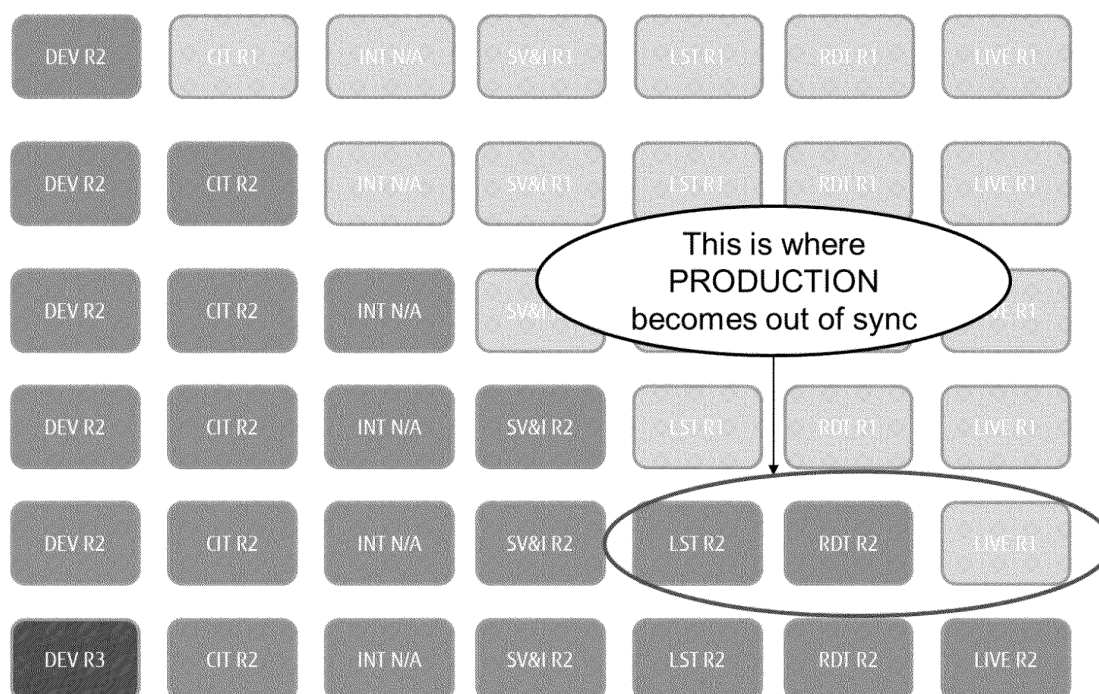 DEV R2 CIT R1 INT N/A SV&I R1 LST R1 RDT R1 LIVE R1
DEV R2 CIT R2 INT N/A SV&I R1 LST R1 RDT R1 LIVE R1
This is where
PRODUCTION
becomes out of sync
DEV R2 CIT R2 INT N/A
DEV R2 CIT R2 INT N/A SV&I R2 LST R1 RDT R1 LIVE R1
DEV R2 CIT R2 INT N/A SV&I R2 LST R2 RDT R2 LIVE R1
DEV R3 CIT R2 INT N/A SV&I R2 LST R2 RDT R2 LIVE R2